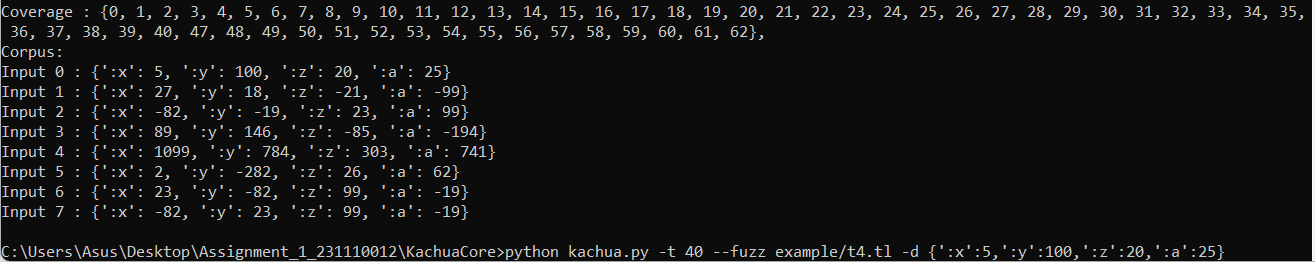 Coverage : {0, 1, 2, 3, 4, 5, 6, 7, 8, 9, 10, 11, 12, 13, 14, 15, 16, 17, 18, 19, 20, 21, 22, 23, 24, 25, 26, 27, 28, 29, 30, 31, 32, 33, 34, 35,
36, 37, 38, 39, 40, 47, 48, 49, 50, 51, 52, 53, 54, 55, 56, 57, 58, 59, 60, 61, 62},
Corpus:
Input 0 : {':x': 5, ':y': 100, ':z': 20, ':a': 25}
Input 1 : {':x': 27, ':y': 18, ':z': -21, ':a': -99}
Input 2 : {':x': -82, ':y': -19, ':z': 23, ':a': 99}
Input 3 : {':x': 89, ':y': 146, ':z': -85, ':a': -194}
Input 4 : {':x': 1099, ':y': 784, ':z': 303, ':a': 741}
Input 5 : {':x': 2, ':y': -282, ':z': 26, ':a': 62}
Input 6 : {':x': 23, ':y': -82, ':z': 99, ':a': -19}
Input 7 : {':x': -82, ':y': 23, ':z': 99, ':a': -19}
C:\Users\Asus\Desktop\Assignment_1_231110012\KachuaCore>python kachua.py -t 40 --fuzz example/t4.tl -d {':x':5,':y':100,':z':20,':a':25}